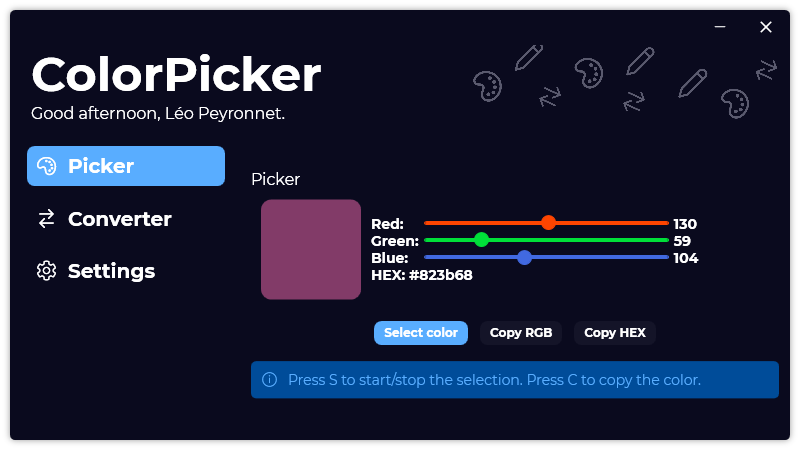 ColorPicker
Good afternoon, Léo Peyronnet.
Picker
Converter
Settings
Picker
Red: 130
Green: 59
Blue: 104
HEX: #823b68
Select color Copy RGB Copy HEX
Press S to start/stop the selection. Press C to copy the color.